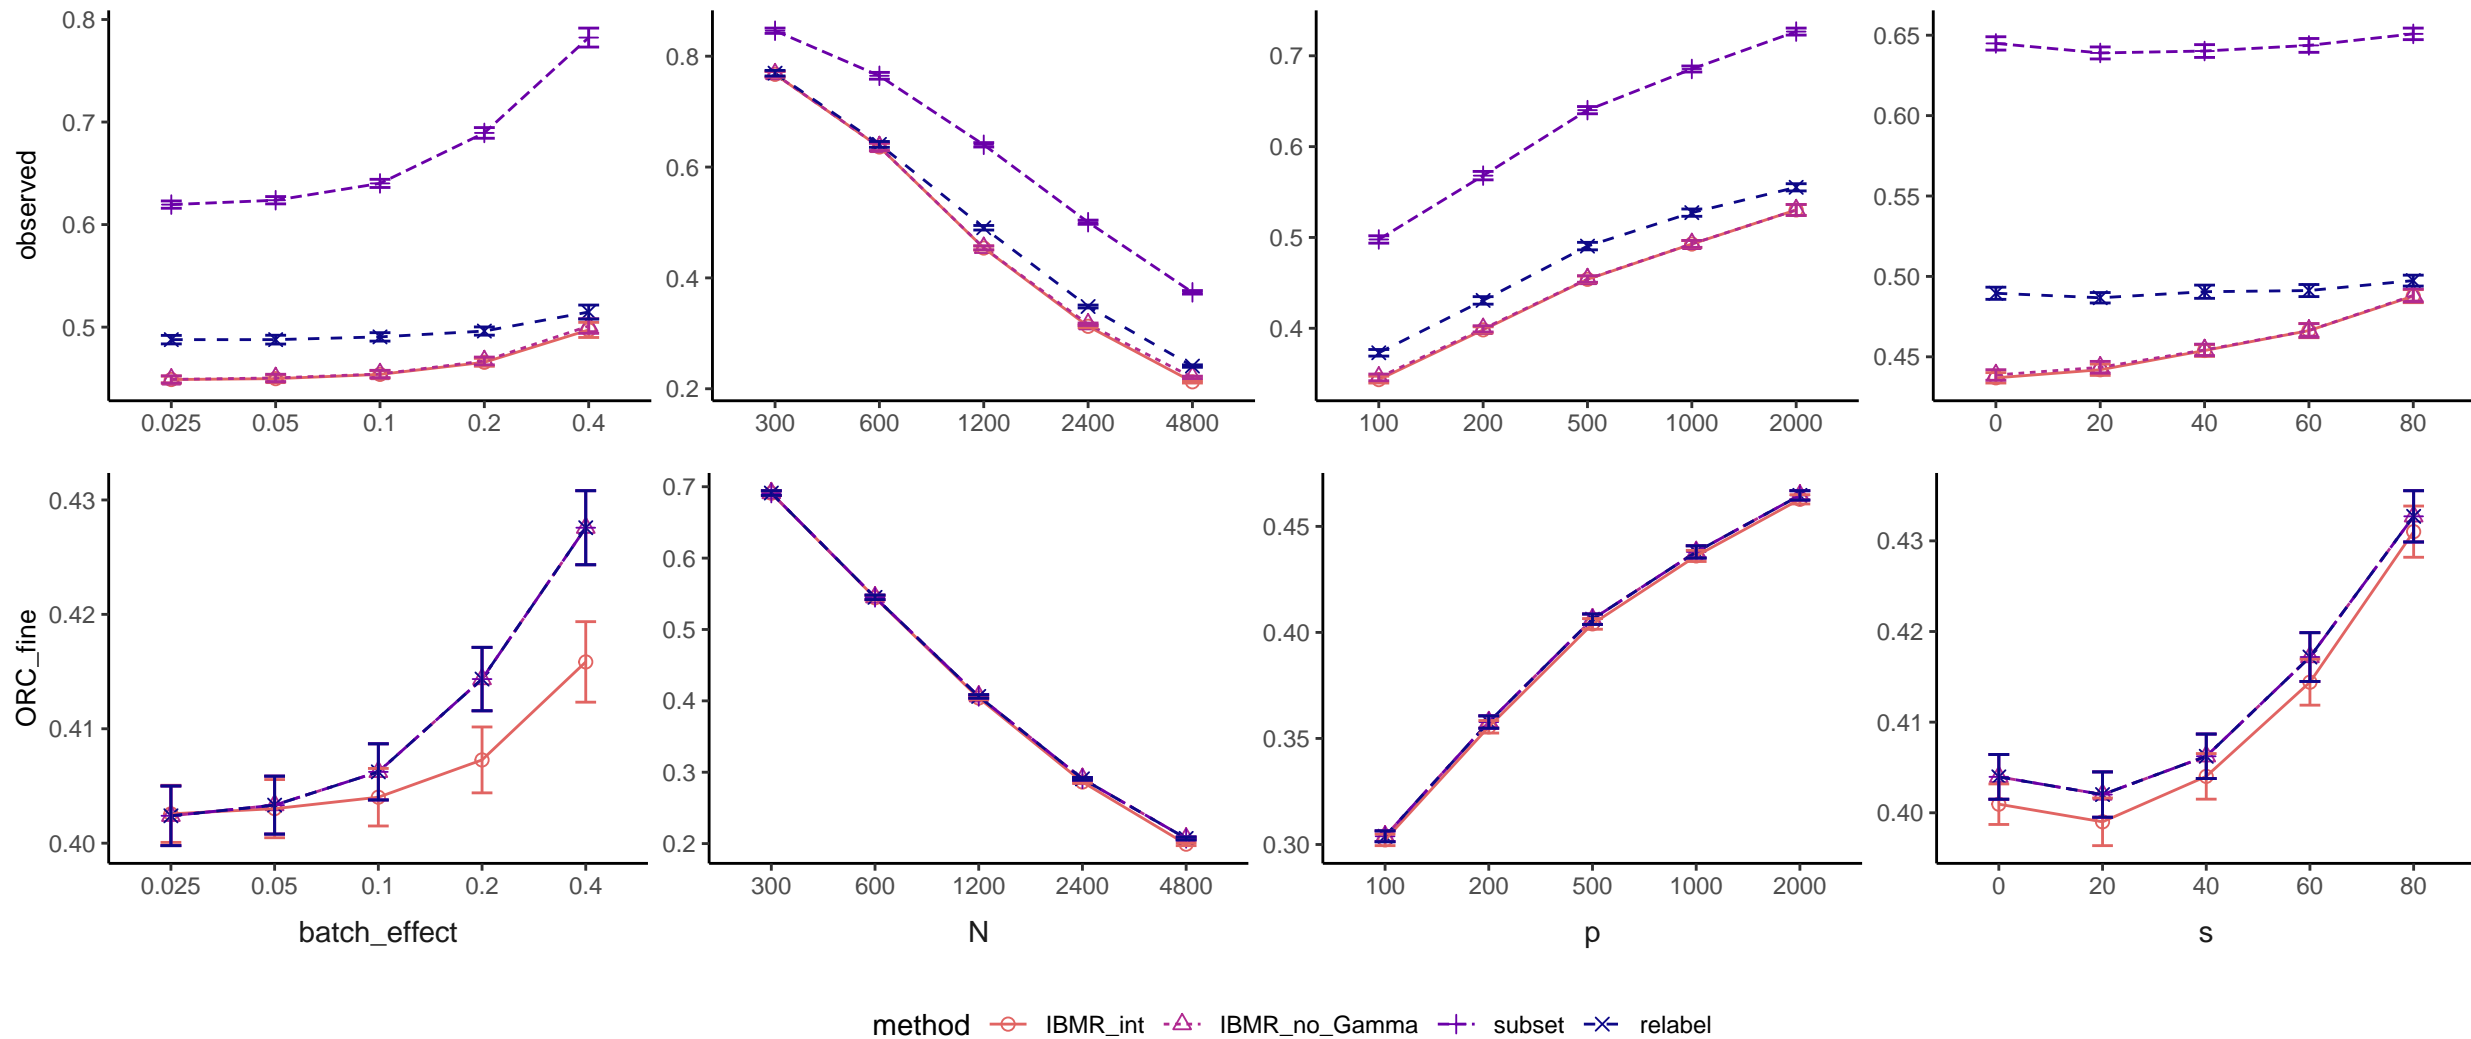 observed
0.8
0.7
0.6
0.5
0.025 0.05 0.1 0.2 0.4
0.8
0.6
0.4
0.2
300 600 1200 2400 4800
0.7
0.6
0.5
0.4
100 200 500 1000 2000
0.65
0.60
0.55
0.50
0.45
0 20 40 60 80
ORC_fine
0.43
0.42
0.41
0.40
0.025 0.05 0.1 0.2 0.4
batch_effect
0.7
0.6
0.5
0.4
0.3
0.2
300 600 1200 2400 4800
N
0.45
0.40
0.35
0.30
100 200 500 1000 2000
p
0.43
0.42
0.41
0.40
0 20 40 60 80
s
method IBMR_int IBMR_no_Gamma subset relabel